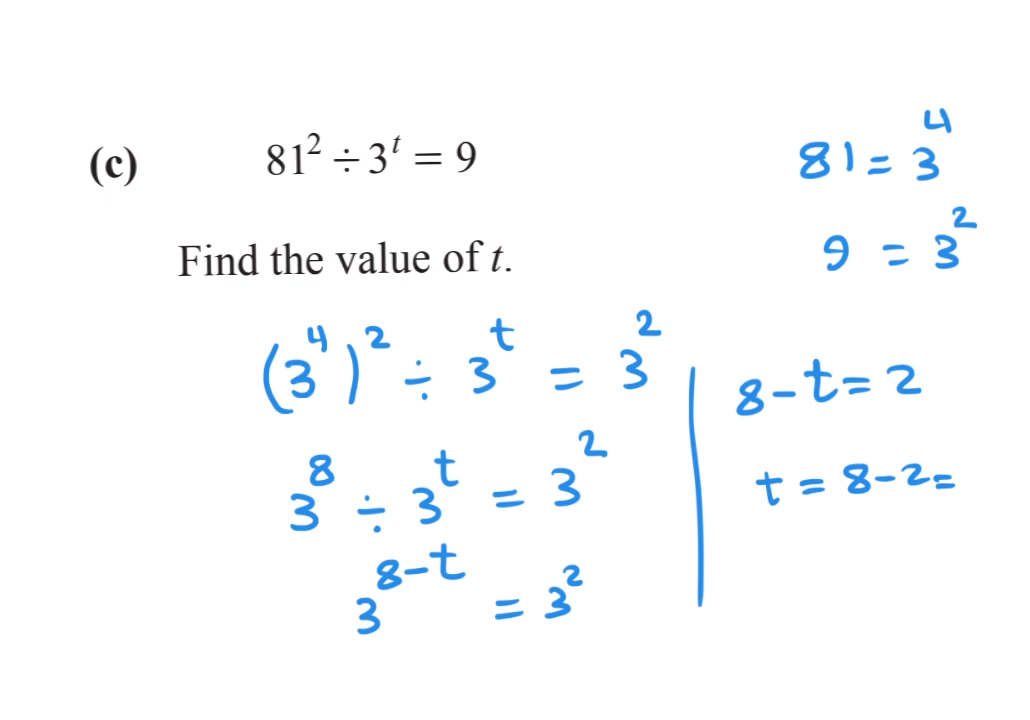 (c) 81² ÷ 3ᵗ = 9
Find the value of t.
81 = 3⁴
9 = 3²
(3⁴)² ÷ 3ᵗ = 3²
3⁸ ÷ 3ᵗ = 3²
3⁸⁻ᵗ = 3²
8-t = 2
t = 8-2=